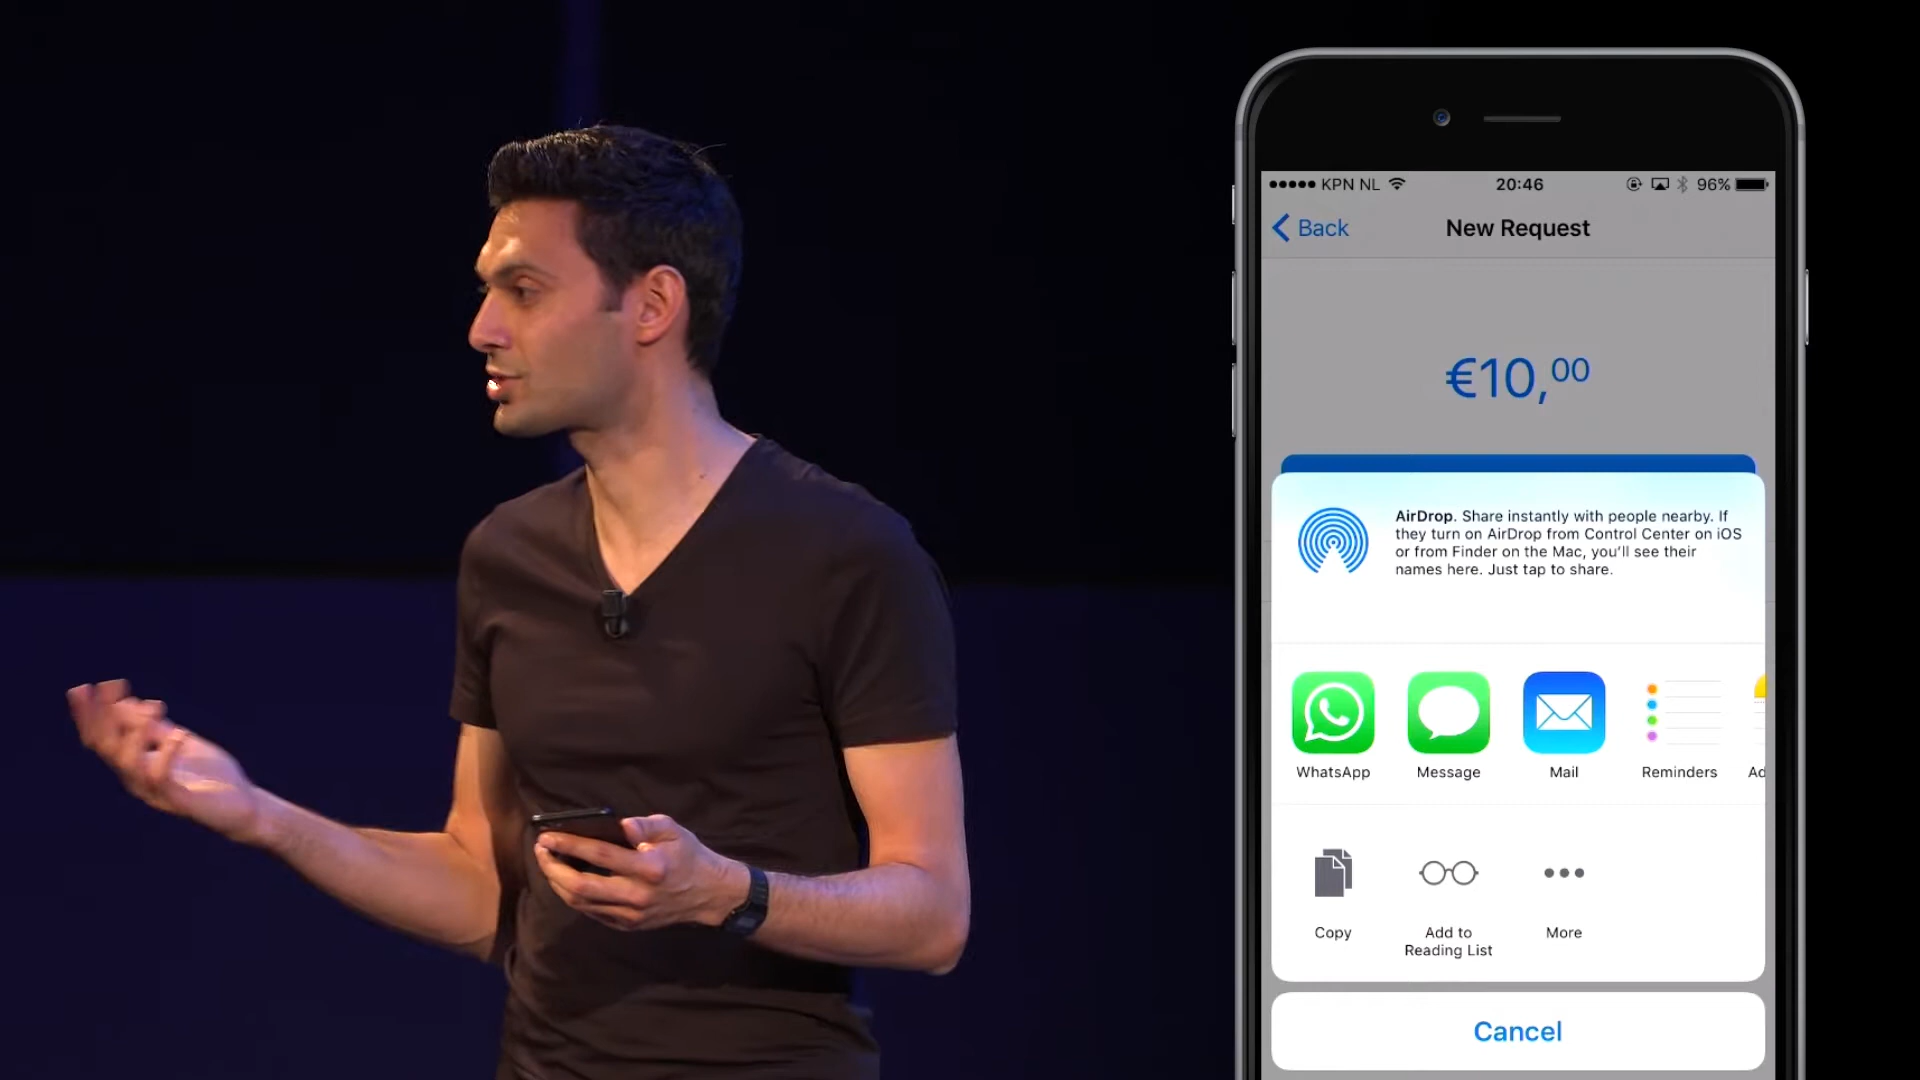 ●●●●● KPN NL 20:46 96%
Back New Request
€10,00
AirDrop. Share instantly with people nearby. If
they turn on AirDrop from Control Center on iOS
or from Finder on the Mac, you'll see their
names here. Just tap to share.
WhatsApp Message Mail Reminders Ad
Copy Add to
Reading List More
Cancel